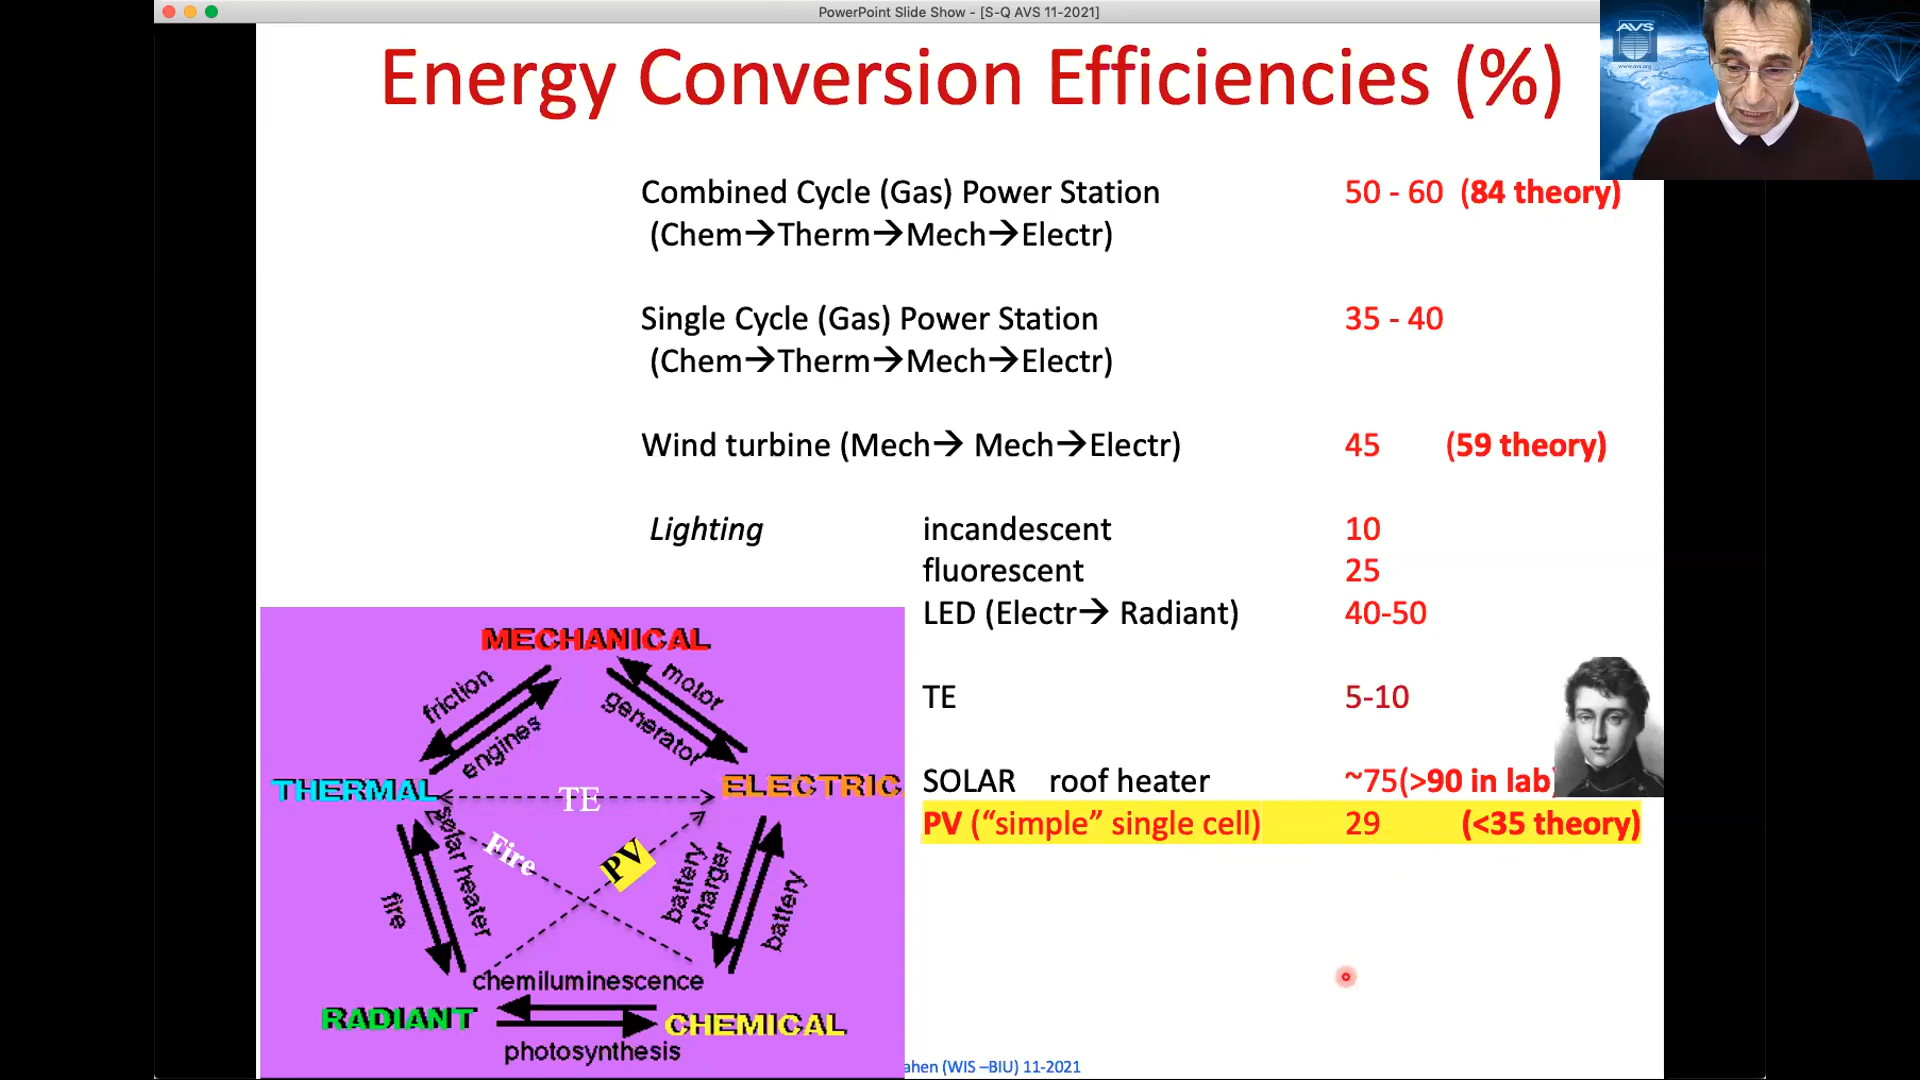 PowerPoint Slide Show - [S-Q AVS 11-2021]
AVS
www.avs.org
Energy Conversion Efficiencies (%)
Combined Cycle (Gas) Power Station 50 - 60 (84 theory)
(Chem→Therm→Mech→Electr)
Single Cycle (Gas) Power Station 35 - 40
(Chem→Therm→Mech→Electr)
Wind turbine (Mech→ Mech→Electr) 45 (59 theory)
Lighting incandescent 10
fluorescent 25
LED (Electr→ Radiant) 40-50
TE 5-10
SOLAR roof heater ~75(>90 in lab)
PV (“simple” single cell) 29 (<35 theory)
MECHANICAL
friction
engines
motor
generator
THERMAL
TE
ELECTRIC
fire
solar heater
Fire
PV
battery charger
battery
chemiluminescence
RADIANT
CHEMICAL
photosynthesis
ahen (WIS –BIU) 11-2021